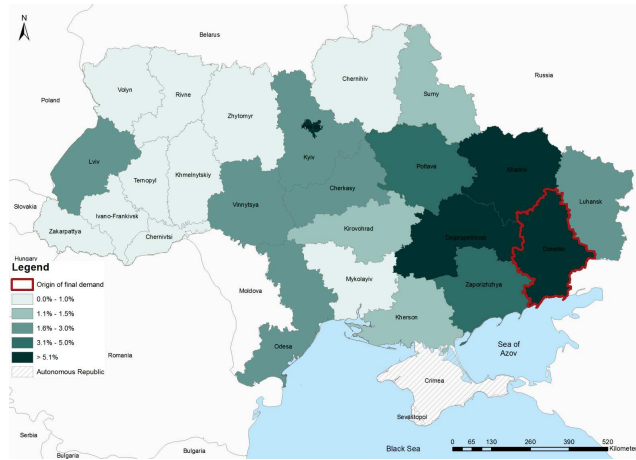 N
Belarus
Chernihiv
Russia
Volyn
Rivne
Sumy
Poland
Zhytomyr
Lviv
Kyiv
Poltava
Kharkiv
Ternopyl
Khmelnytskiy
Cherkasy
Luhansk
Vinnytsya
Slovakia
Ivano-Frankivsk
Kirovohrad
Dnipropetrovsk
Donetsk
Zakarpattya
Chernivtsi
Hungary
Legend
Origin of final demand
0.0% - 1.0%
1.1% - 1.5%
1.6% - 3.0%
3.1% - 5.0%
> 5.1%
Autonomous Republic
Moldova
Mykolayiv
Zaporizhzhya
Kherson
Odesa
Romania
Sea of
Azov
Crimea
Sevastopol
Serbia
Bulgaria
Bulgaria
Black Sea
0 65 130 260 390 520
Kilometers